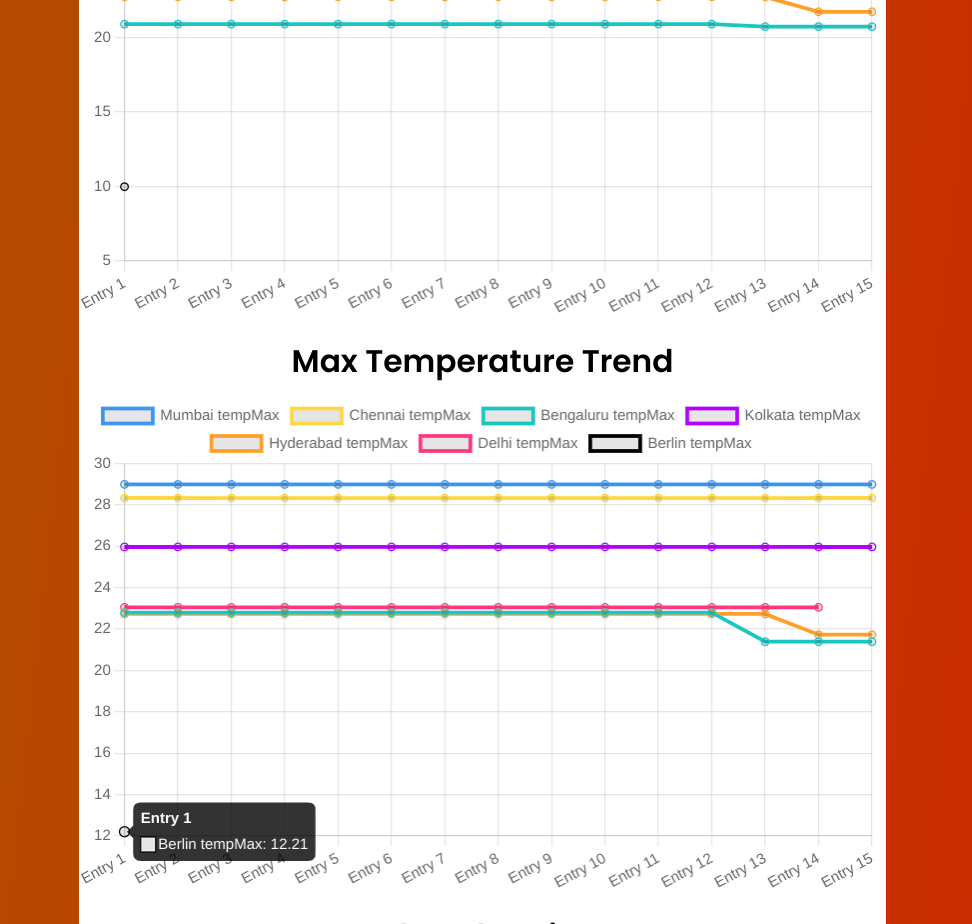 20
15
10
5
Entry 1 Entry 2 Entry 3 Entry 4 Entry 5 Entry 6 Entry 7 Entry 8 Entry 9 Entry 10 Entry 11 Entry 12 Entry 13 Entry 14 Entry 15
Max Temperature Trend
Mumbai tempMax Chennai tempMax Bengaluru tempMax Kolkata tempMax
Hyderabad tempMax Delhi tempMax Berlin tempMax
30
28
26
24
22
20
18
16
14
12
Entry 1
Berlin tempMax: 12.21
Entry 1 Entry 2 Entry 3 Entry 4 Entry 5 Entry 6 Entry 7 Entry 8 Entry 9 Entry 10 Entry 11 Entry 12 Entry 13 Entry 14 Entry 15